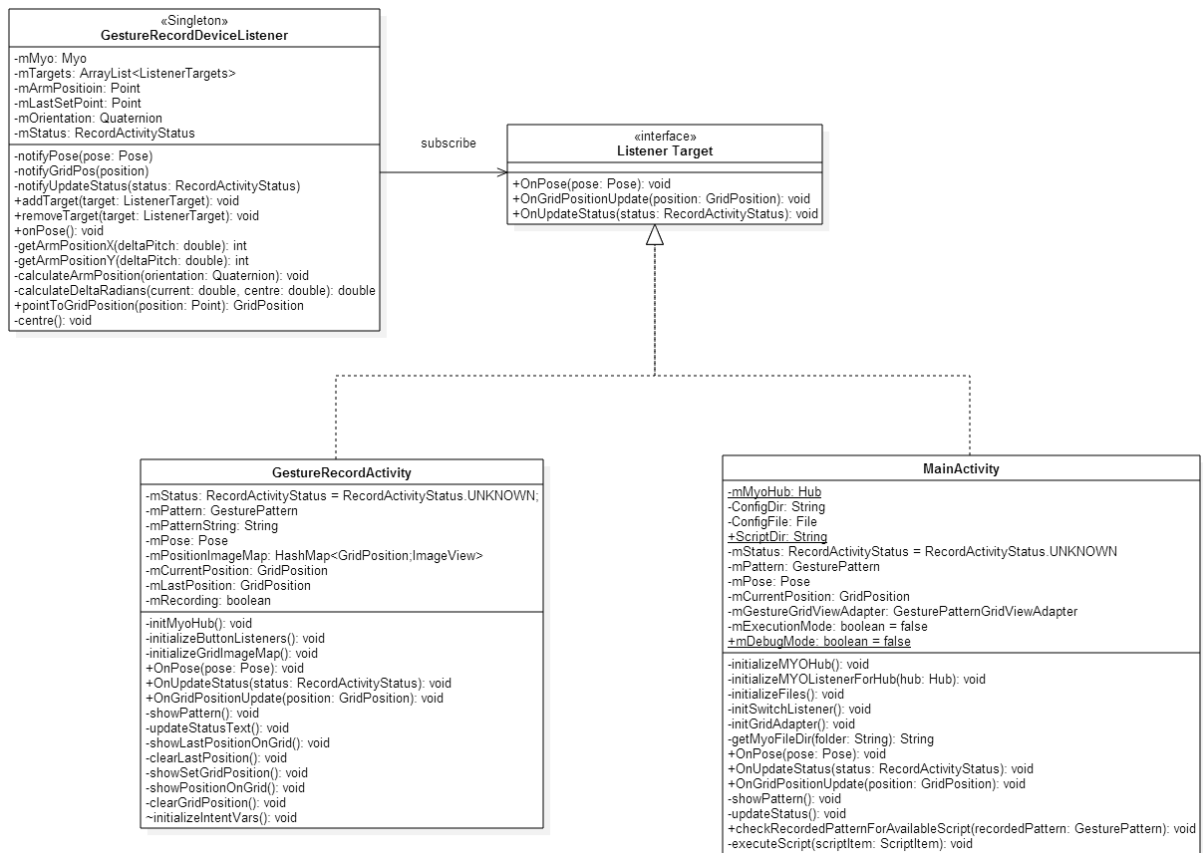 «Singleton»
GestureRecordDeviceListener
-mMyo: Myo
-mTargets: ArrayList<ListenerTargets>
-mArmPositioin: Point
-mLastSetPoint: Point
-mOrientation: Quaternion
-mStatus: RecordActivityStatus
-notifyPose(pose: Pose)
-notifyGridPos(position)
-notifyUpdateStatus(status: RecordActivityStatus)
+addTarget(target: ListenerTarget): void
+removeTarget(target: ListenerTarget): void
+onPose(): void
-getArmPositionX(deltaPitch: double): int
-getArmPositionY(deltaPitch: double): int
-calculateArmPosition(orientation: Quaternion): void
-calculateDeltaRadians(current: double, centre: double): double
+pointToGridPosition(position: Point): GridPosition
-centre(): void
subscribe
«interface»
Listener Target
+OnPose(pose: Pose): void
+OnGridPositionUpdate(position: GridPosition): void
+OnUpdateStatus(status: RecordActivityStatus): void
GestureRecordActivity
-mStatus: RecordActivityStatus = RecordActivityStatus.UNKNOWN;
-mPattern: GesturePattern
-mPatternString: String
-mPose: Pose
-mPositionImageMap: HashMap<GridPosition;ImageView>
-mCurrentPosition: GridPosition
-mLastPosition: GridPosition
-mRecording: boolean
-initMyoHub(): void
-initializeButtonListeners(): void
-initializeGridImageMap(): void
+OnPose(pose: Pose): void
+OnUpdateStatus(status: RecordActivityStatus): void
+OnGridPositionUpdate(position: GridPosition): void
-showPattern(): void
-updateStatusText(): void
-showLastPositionOnGrid(): void
-clearLastPosition(): void
-showSetGridPosition(): void
-showPositionOnGrid(): void
-clearGridPosition(): void
~initializeIntentVars(): void
MainActivity
-mMyoHub: Hub
-ConfigDir: String
-ConfigFile: File
+ScriptDir: String
-mStatus: RecordActivityStatus = RecordActivityStatus.UNKNOWN
-mPattern: GesturePattern
-mPose: Pose
-mCurrentPosition: GridPosition
-mGestureGridViewAdapter: GesturePatternGridViewAdapter
-mExecutionMode: boolean = false
+mDebugMode: boolean = false
-initializeMYOHub(): void
-initializeMYOListenerForHub(hub: Hub): void
-initializeFiles(): void
-initSwitchListener(): void
-initGridAdapter(): void
-getMyoFileDir(folder: String): String
+OnPose(pose: Pose): void
+OnUpdateStatus(status: RecordActivityStatus): void
+OnGridPositionUpdate(position: GridPosition): void
-showPattern(): void
-updateStatus(): void
+checkRecordedPatternForAvailableScript(recordedPattern: GesturePattern): void
-executeScript(scriptItem: ScriptItem): void